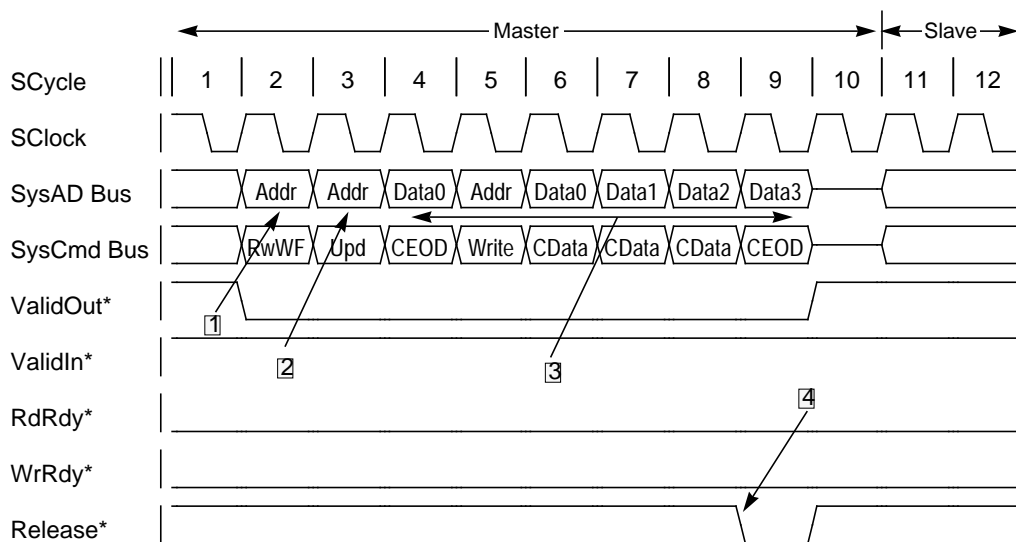 Master Slave
SCycle 1 2 3 4 5 6 7 8 9 10 11 12
SClock
SysAD Bus Addr Addr Data0 Addr Data0 Data1 Data2 Data3
SysCmd Bus RwWF Upd CEOD Write CData CData CData CEOD
ValidOut*
1
ValidIn*
2 3
RdRdy*
4
WrRdy*
Release*